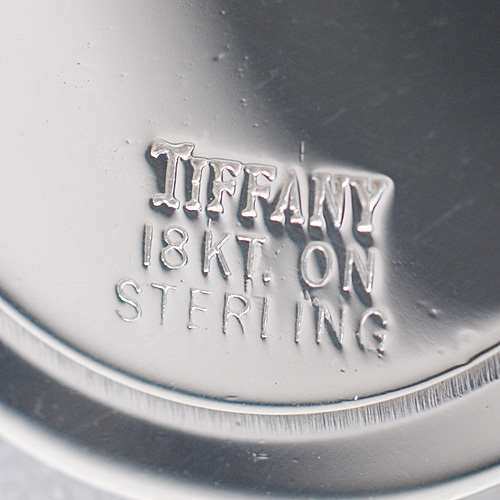 TIFFANY
18 KT. ON
STERLING